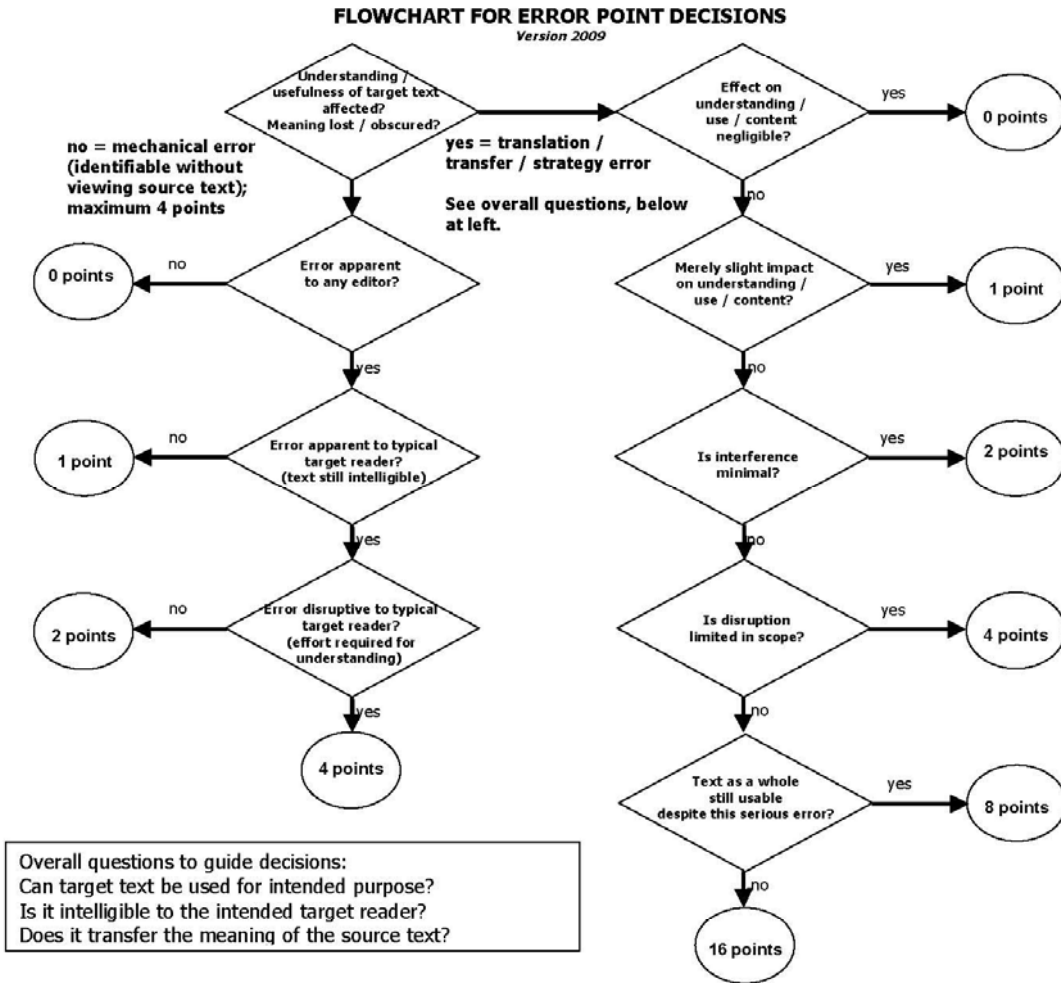 FLOWCHART FOR ERROR POINT DECISIONS
Version 2009
Understanding /
usefulness of target text
affected?
Meaning lost / obscured?
Effect on
understanding /
use / content
negligible?
yes
0 points
no = mechanical error
(identifiable without
viewing source text);
maximum 4 points
yes = translation /
transfer / strategy error
See overall questions, below
at left.
no
0 points
no
Error apparent
to any editor?
Merely slight impact
on understanding /
use / content?
yes
1 point
yes
no
1 point
no
Error apparent to typical
target reader?
(text still intelligible)
Is interference
minimal?
yes
2 points
yes
no
2 points
no
Error disruptive to typical
target reader?
(effort required for
understanding)
Is disruption
limited in scope?
yes
4 points
yes
no
4 points
Text as a whole
still usable
despite this serious error?
yes
8 points
no
16 points
Overall questions to guide decisions:
Can target text be used for intended purpose?
Is it intelligible to the intended target reader?
Does it transfer the meaning of the source text?